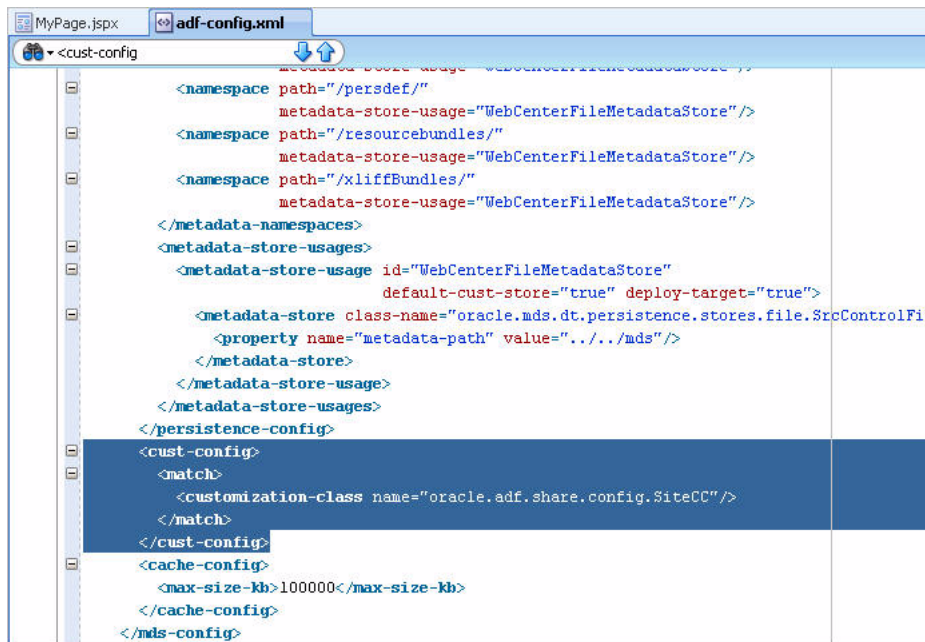 MyPage.jspx
adf-config.xml
<cust-config
<namespace path="/persdef/"
metadata-store-usage="WebCenterFileMetadataStore"/>
<namespace path="/resourcebundles/"
metadata-store-usage="WebCenterFileMetadataStore"/>
<namespace path="/xliffBundles/"
metadata-store-usage="WebCenterFileMetadataStore"/>
</metadata-namespaces>
<metadata-store-usages>
<metadata-store-usage id="WebCenterFileMetadataStore"
default-cust-store="true" deploy-target="true">
<metadata-store class-name="oracle.mds.dt.persistence.stores.file.SrcControlFi
<property name="metadata-path" value="../../mds"/>
</metadata-store>
</metadata-store-usage>
</metadata-store-usages>
</persistence-config>
<cust-config>
<match>
<customization-class name="oracle.adf.share.config.SiteCC"/>
</match>
</cust-config>
<cache-config>
<max-size-kb>100000</max-size-kb>
</cache-config>
</mds-config>